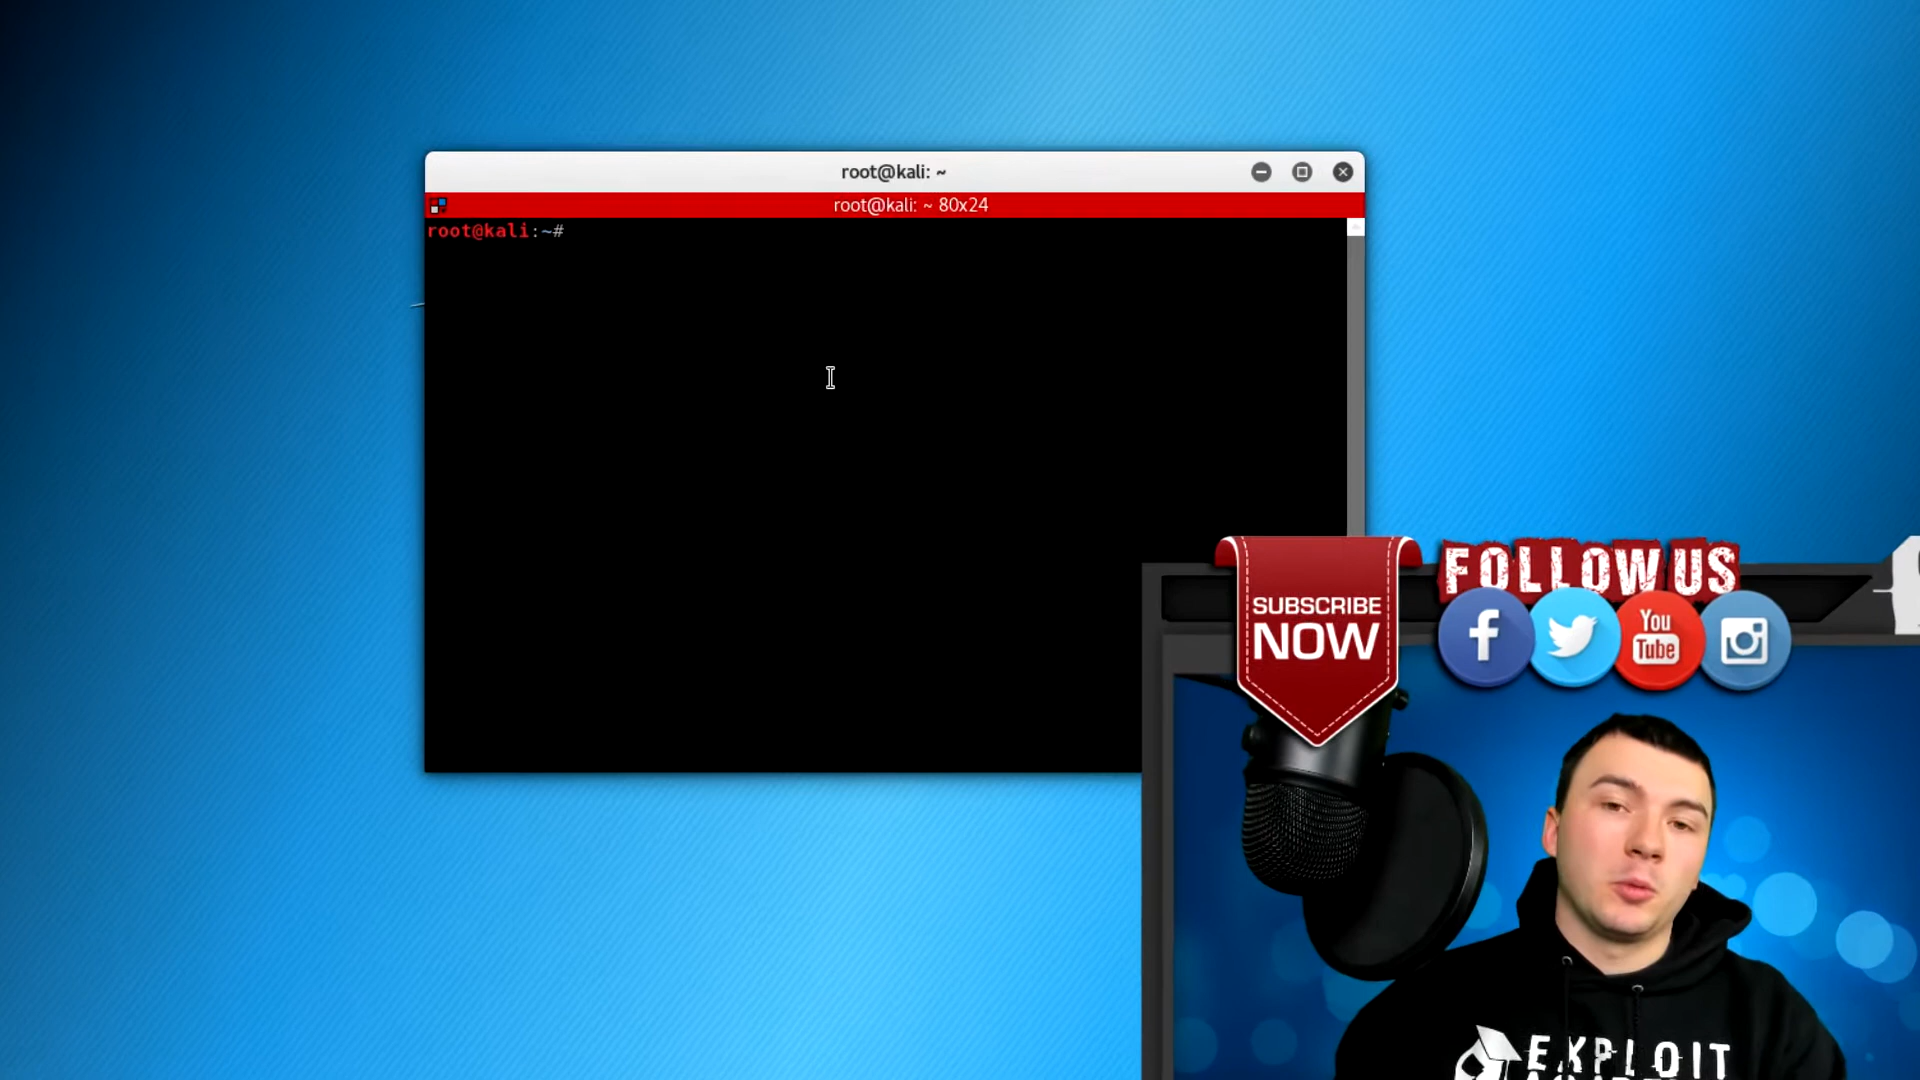 root@kali: ~
root@kali: ~ 80x24
root@kali:~#
SUBSCRIBE
NOW
FOLLOW US
f
You
Tube
EXPLOIT